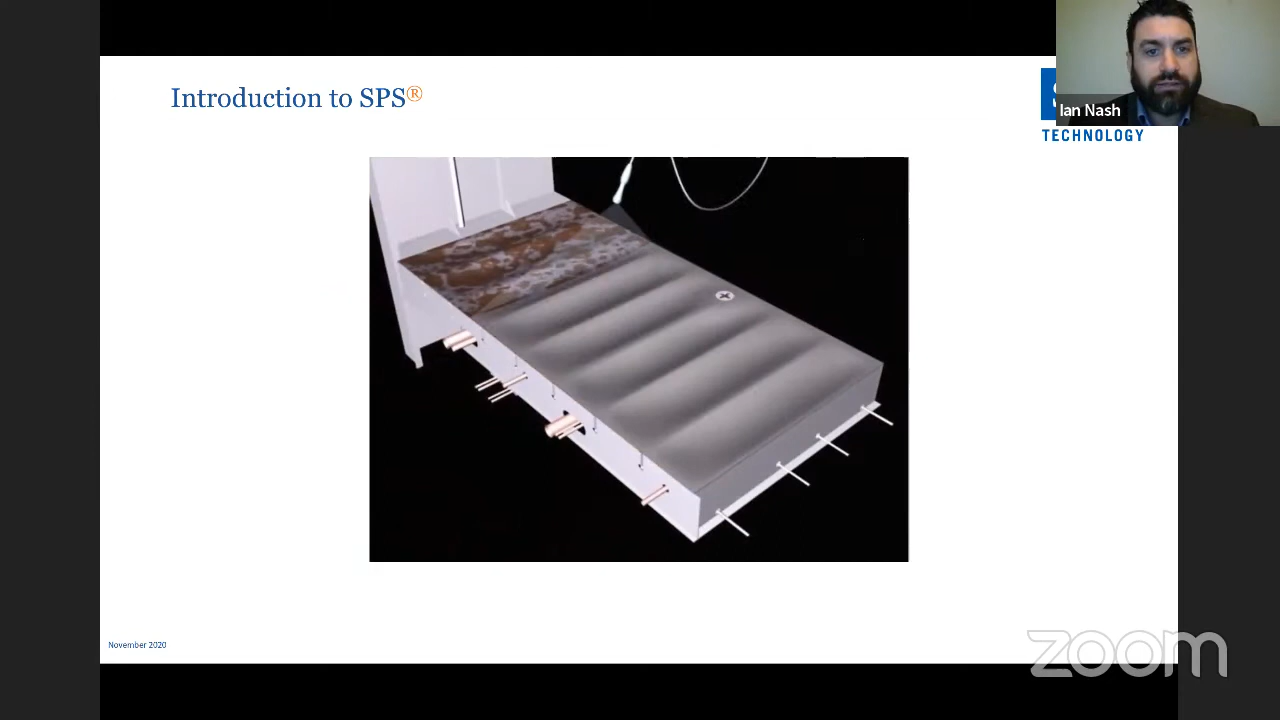 Introduction to SPS®
Ian Nash
TECHNOLOGY
November 2020
zoom